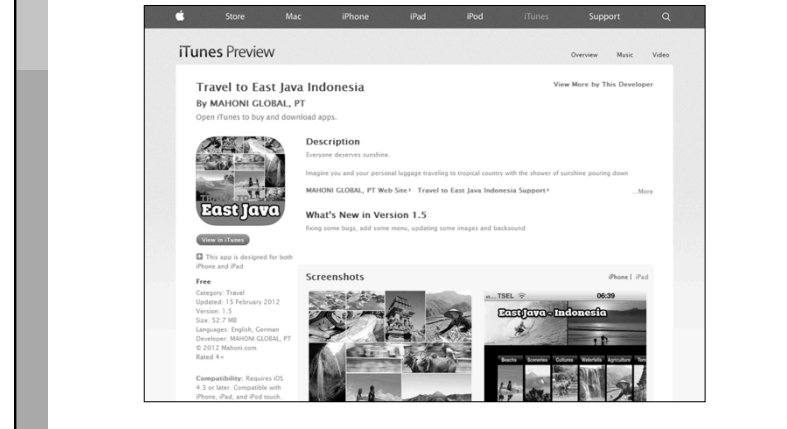 Store Mac iPhone iPad iPod iTunes Support
iTunes Preview
Overview Music Video
Travel to East Java Indonesia
View More by This Developer
By MAHONI GLOBAL, PT
Open iTunes to buy and download apps.
Description
Everyone deserves sunshine.
Imagine you and your personal luggage traveling to tropical country with the shower of sunshine pouring down
MAHONI GLOBAL, PT Web Site Travel to East Java Indonesia Support
...More
East Java
What's New in Version 1.5
fixing some bugs, add some menu, updating some images and backsound
View in iTunes
This app is designed for both
iPhone and iPad
Free
Category: Travel
Updated: 15 February 2012
Version: 1.5
Size: 52.7 MB
Languages: English, German
Developer: MAHONI GLOBAL, PT
© 2012 Mahoni.com
Rated 4+
Compatibility: Requires iOS
4.3 or later. Compatible with
iPhone, iPad, and iPod touch.
Screenshots
iPhone | iPad
...TSEL 06:39
East Java - Indonesia
Beachs Sceneries Cultures Waterfalls Agriculture Tem